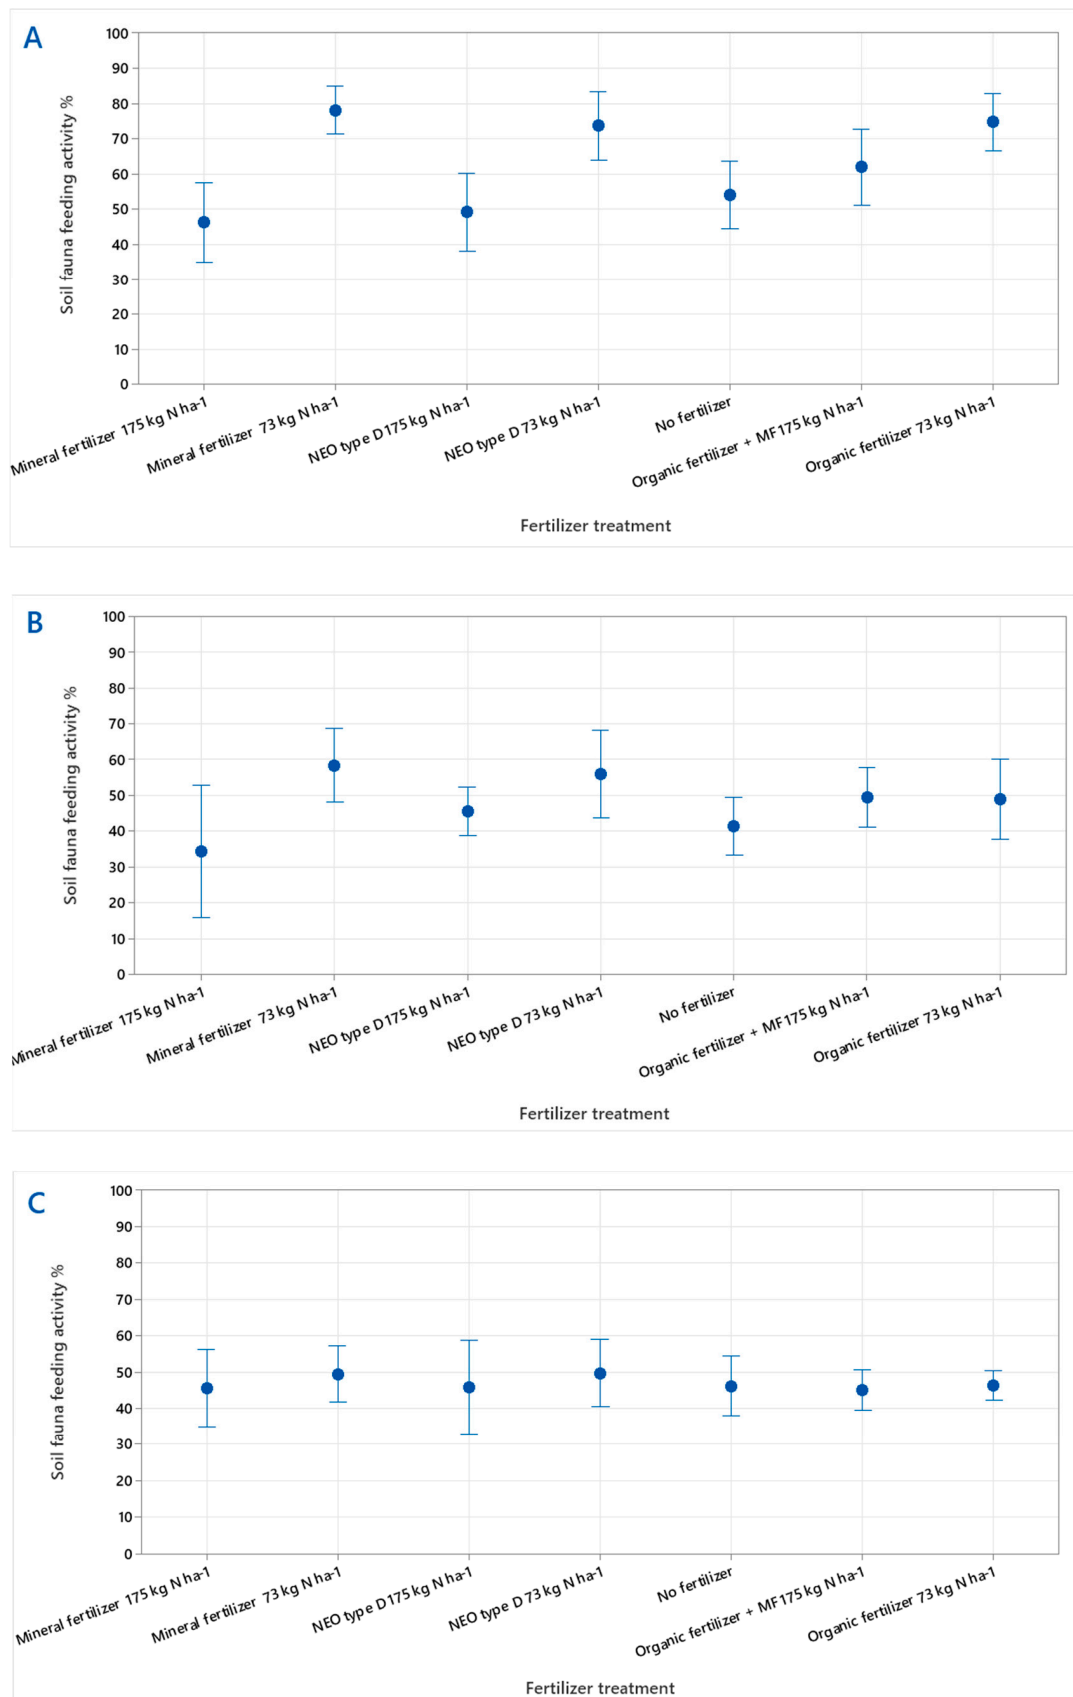 A
100
90
80
70
60
50
40
30
20
10
0
Soil fauna feeding activity %
Mineral fertilizer 175 kg N ha-1
Mineral fertilizer 73 kg N ha-1
NEO type D 175 kg N ha-1
NEO type D 73 kg N ha-1
No fertilizer
Organic fertilizer + MF 175 kg N ha-1
Organic fertilizer 73 kg N ha-1
Fertilizer treatment
B
100
90
80
70
60
50
40
30
20
10
0
Soil fauna feeding activity %
Mineral fertilizer 175 kg N ha-1
Mineral fertilizer 73 kg N ha-1
NEO type D 175 kg N ha-1
NEO type D 73 kg N ha-1
No fertilizer
Organic fertilizer + MF 175 kg N ha-1
Organic fertilizer 73 kg N ha-1
Fertilizer treatment
C
100
90
80
70
60
50
40
30
20
10
0
Soil fauna feeding activity %
Mineral fertilizer 175 kg N ha-1
Mineral fertilizer 73 kg N ha-1
NEO type D 175 kg N ha-1
NEO type D 73 kg N ha-1
No fertilizer
Organic fertilizer + MF 175 kg N ha-1
Organic fertilizer 73 kg N ha-1
Fertilizer treatment